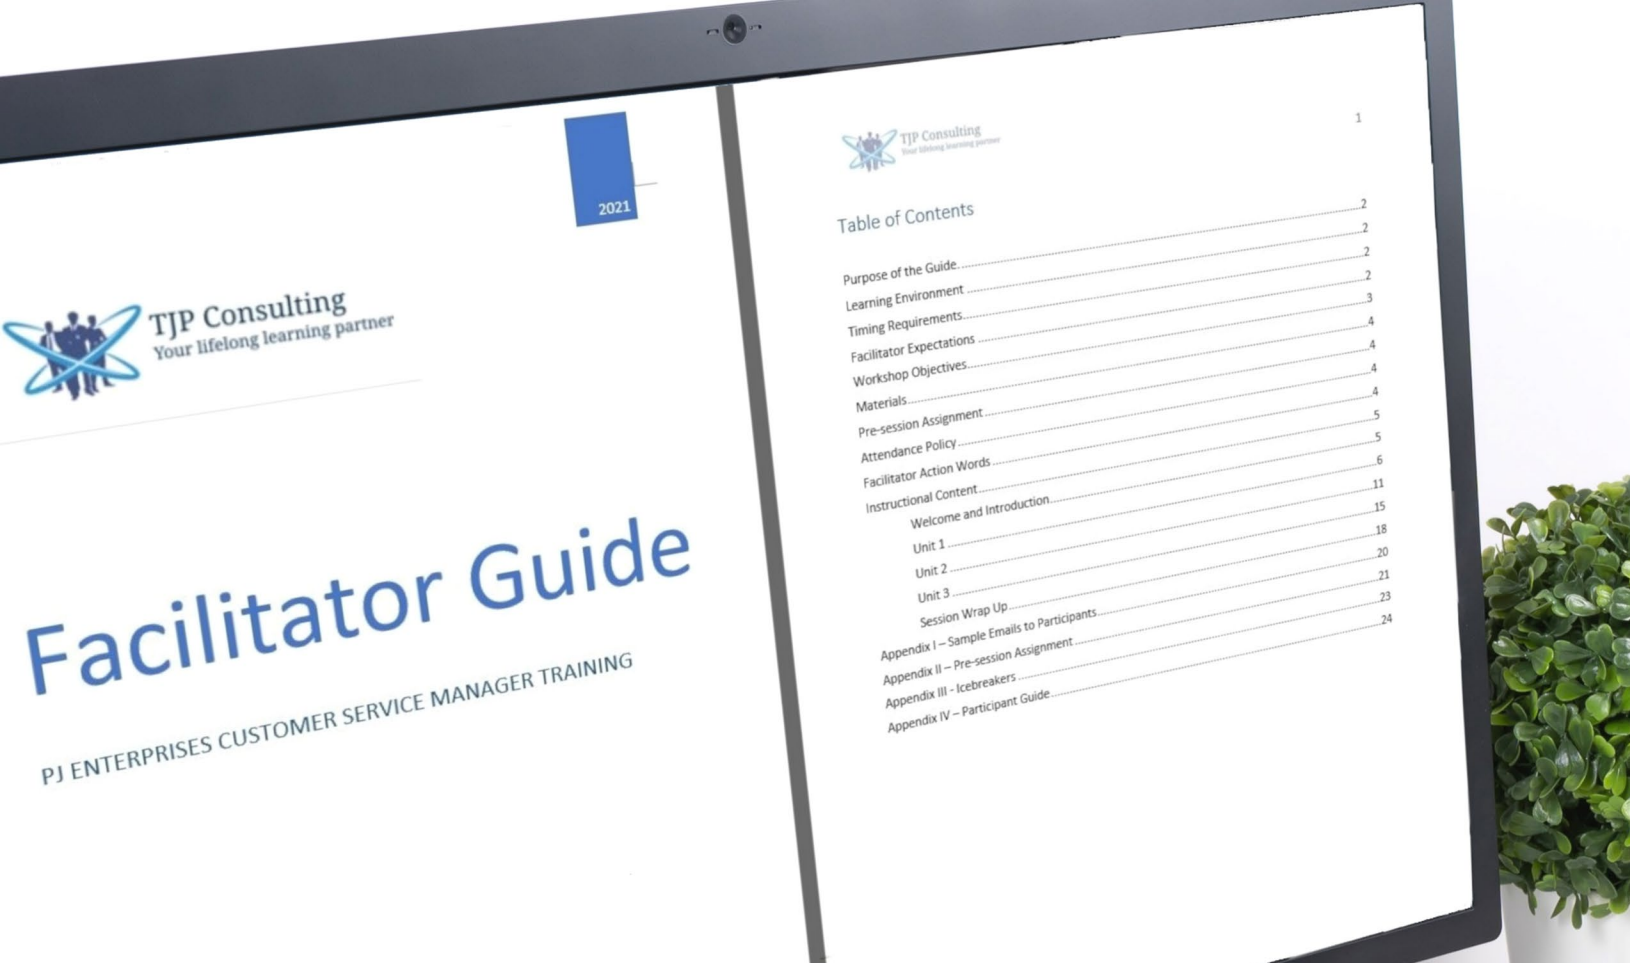 2021
TJP Consulting
Your lifelong learning partner
Facilitator Guide
PJ ENTERPRISES CUSTOMER SERVICE MANAGER TRAINING
TJP Consulting
Your lifelong learning partner
1
Table of Contents
Purpose of the Guide 2
Learning Environment 2
Timing Requirements 2
Facilitator Expectations 2
Workshop Objectives 3
Materials 4
Pre-session Assignment 4
Attendance Policy 4
Facilitator Action Words 4
Instructional Content 5
Welcome and Introduction 5
Unit 1 6
Unit 2 11
Unit 3 15
Session Wrap Up 18
Appendix I – Sample Emails to Participants 20
Appendix II – Pre-session Assignment 21
Appendix III - Icebreakers 23
Appendix IV – Participant Guide 24